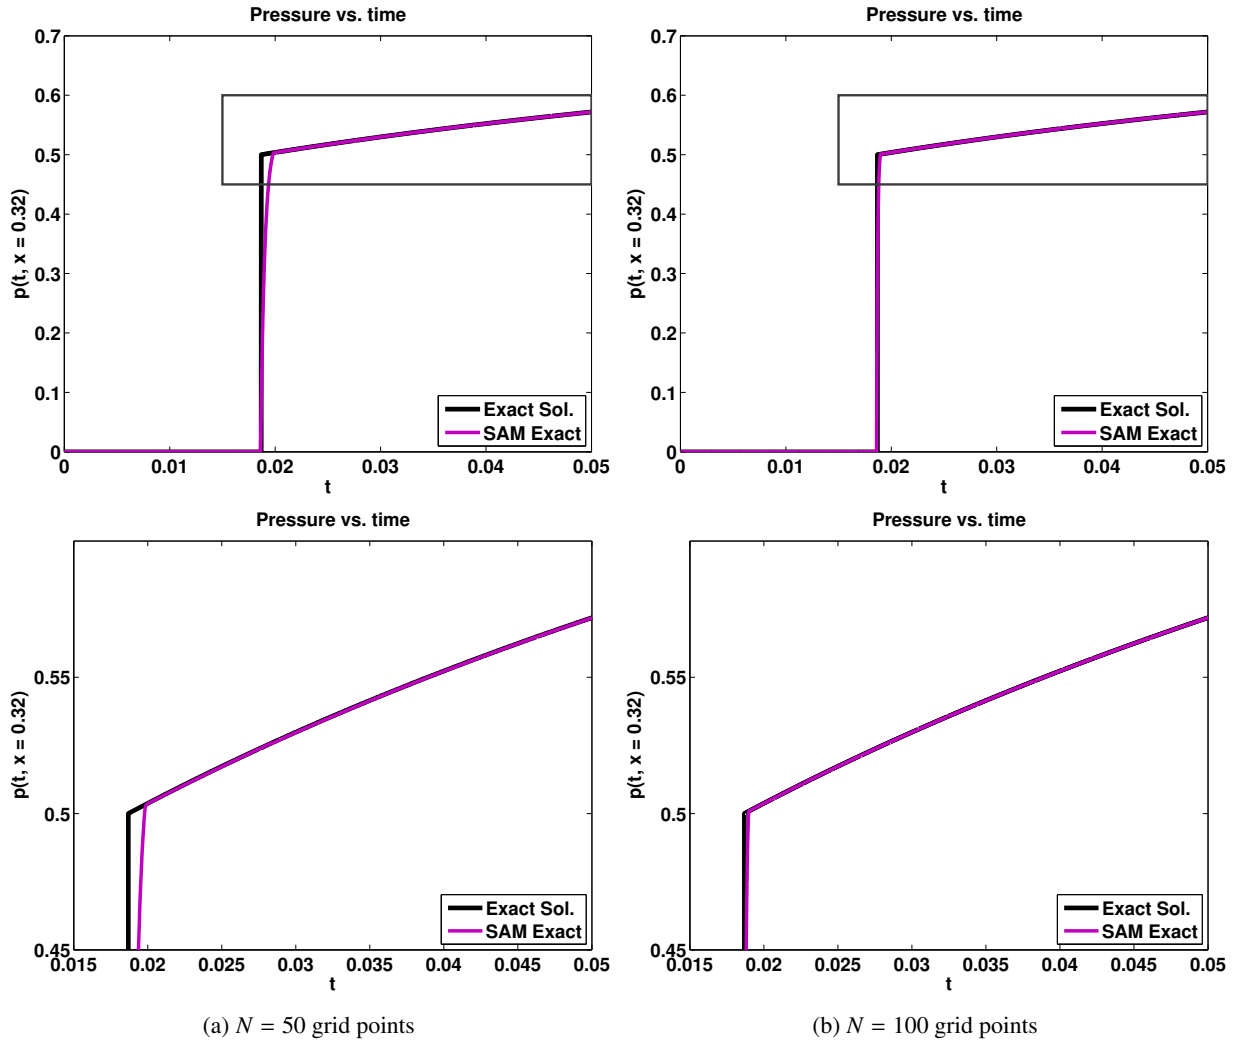 Pressure vs. time
0.7
0.6
0.5
0.4
0.3
0.2
0.1
0
p(t, x = 0.32)
0
0.01
0.02
0.03
0.04
0.05
t
Exact Sol.
SAM Exact
Pressure vs. time
0.7
0.6
0.5
0.4
0.3
0.2
0.1
0
p(t, x = 0.32)
0
0.01
0.02
0.03
0.04
0.05
t
Exact Sol.
SAM Exact
Pressure vs. time
0.55
0.5
0.45
p(t, x = 0.32)
0.015
0.02
0.025
0.03
0.035
0.04
0.045
0.05
t
Exact Sol.
SAM Exact
Pressure vs. time
0.55
0.5
0.45
p(t, x = 0.32)
0.015
0.02
0.025
0.03
0.035
0.04
0.045
0.05
t
Exact Sol.
SAM Exact
(a) N = 50 grid points
(b) N = 100 grid points